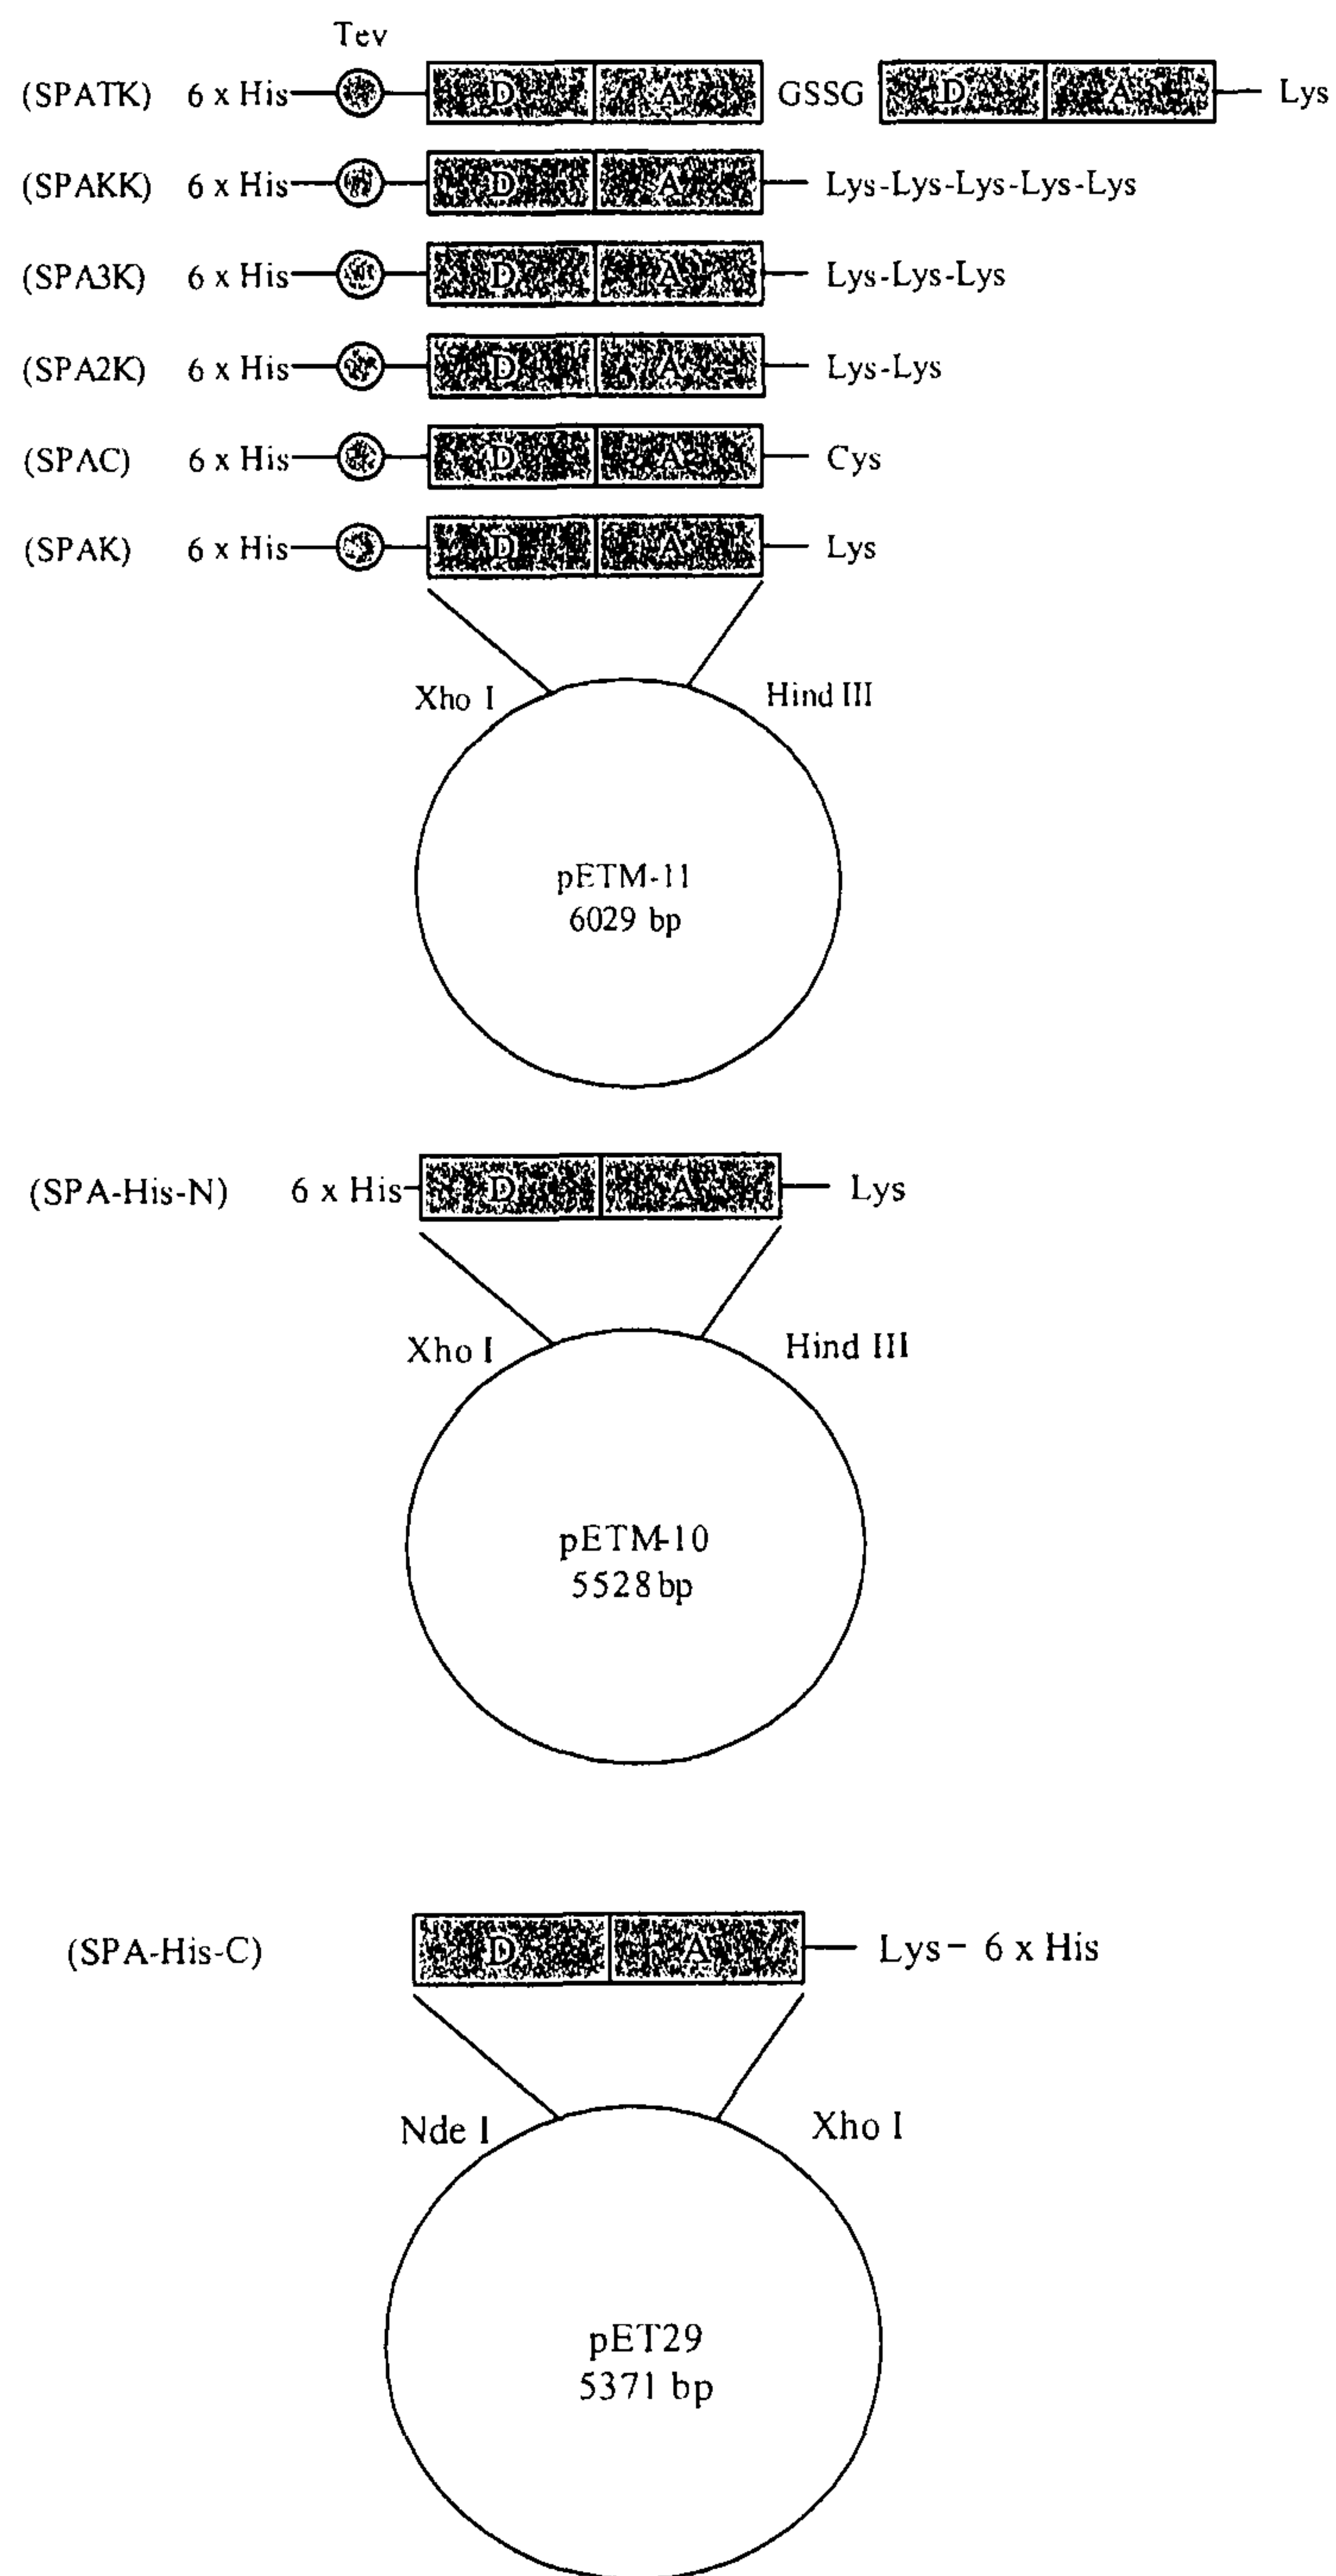 Tev
(SPATK) 6 x His D A GSSG D A Lys
(SPAKK) 6 x His D A Lys-Lys-Lys-Lys-Lys
(SPA3K) 6 x His D A Lys-Lys-Lys
(SPA2K) 6 x His D A Lys-Lys
(SPAC) 6 x His D A Cys
(SPAK) 6 x His D A Lys
Xho I Hind III
pETM-11
6029 bp
(SPA-His-N) 6 x His D A Lys
Xho I Hind III
pETM-10
5528 bp
(SPA-His-C) D A Lys- 6 x His
Nde I Xho I
pET29
5371 bp